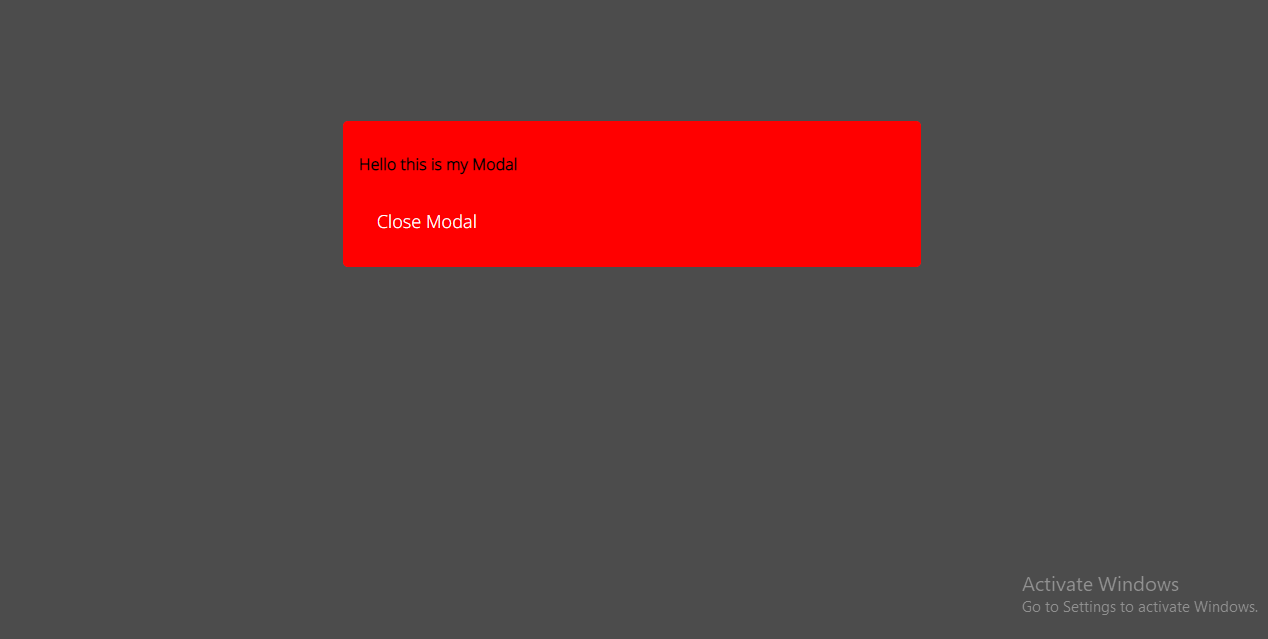 Hello this is my Modal
Close Modal
Activate Windows
Go to Settings to activate Windows.